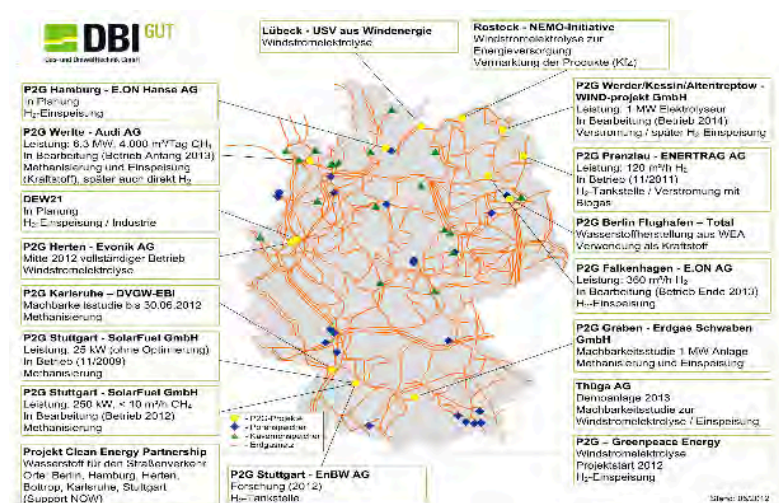 DBI GUT
Gas- und Umwelttechnik GmbH
Lübeck - USV aus Windenergie
Windstromelektrolyse
Rostock - NEMO-Initiative
Windstromelektrolyse zur
Energieversorgung
Vermarktung der Produkte (Kfz)
P2G Hamburg - E.ON Hanse AG
In Planung
H₂-Einspeisung
P2G Werlte - Audi AG
Leistung: 6,3 MW, 4.000 m³/Tag CH₄
In Bearbeitung (Betrieb Anfang 2013)
Methanisierung und Einspeisung
(Kraftstoff), später auch direkt H₂
DEW21
In Planung
H₂-Einspeisung / Industrie
P2G Herten - Evonik AG
Mitte 2012 vollständiger Betrieb
Windstromelektrolyse
P2G Karlsruhe – DVGW-EBI
Machbarkeitsstudie bis 30.06.2012
Methanisierung
P2G Stuttgart - SolarFuel GmbH
Leistung: 25 kW (ohne Optimierung)
In Betrieb (11/2009)
Methanisierung
P2G Stuttgart - SolarFuel GmbH
Leistung: 250 kW, < 10 m³/h CH₄
In Bearbeitung (Betrieb 2012)
Methanisierung
Projekt Clean Energy Partnership
Wasserstoff für den Straßenverkehr
Orte: Berlin, Hamburg, Herten,
Bottrop, Karlsruhe, Stuttgart
(Support NOW)
- P2G-Projekte
- Porenspeicher
- Kavernenspeicher
- Erdgasnetz
P2G Stuttgart - EnBW AG
Forschung (2012)
H₂-Tankstelle
P2G Werder/Kessin/Altentreptow -
WIND-projekt GmbH
Leistung: 1 MW Elektrolyseur
In Bearbeitung (Betrieb 2014)
Verstromung / später H₂-Einspeisung
P2G Prenzlau - ENERTRAG AG
Leistung: 120 m³/h H₂
In Betrieb (11/2011)
H₂-Tankstelle / Verstromung mit
Biogas
P2G Berlin Flughafen – Total
Wasserstoffherstellung aus WEA
Verwendung als Kraftstoff
P2G Falkenhagen - E.ON AG
Leistung: 360 m³/h H₂
In Bearbeitung (Betrieb Ende 2013)
H₂-Einspeisung
P2G Graben - Erdgas Schwaben
GmbH
Machbarkeitsstudie 1 MW Anlage
Methanisierung und Einspeisung
Thüga AG
Demoanlage 2013
Machbarkeitsstudie zur
Windstromelektrolyse / Einspeisung
P2G – Greenpeace Energy
Windstromelektrolyse
Projektstart 2012
H₂-Einspeisung
Stand: 05/2012